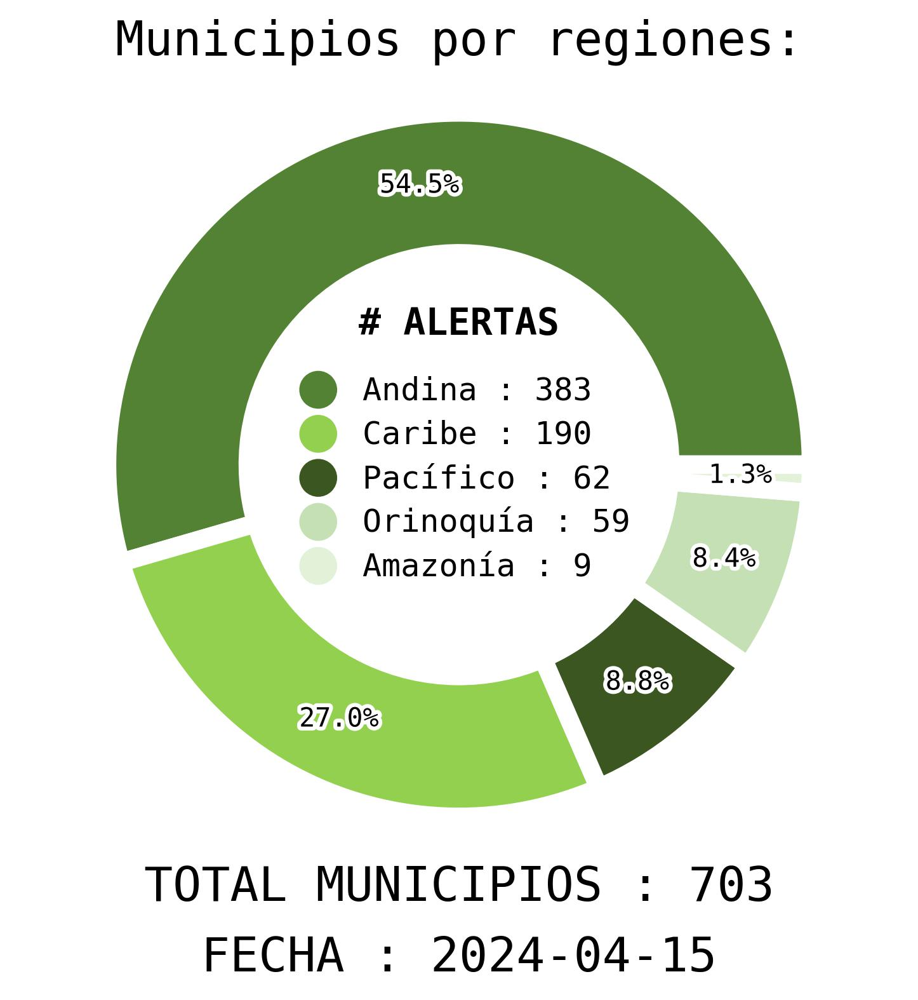 Municipios por regiones:
54.5%
# ALERTAS
Andina : 383
Caribe : 190
Pacífico : 62
Orinoquía : 59
Amazonía : 9
1.3%
8.4%
8.8%
27.0%
TOTAL MUNICIPIOS : 703
FECHA : 2024-04-15